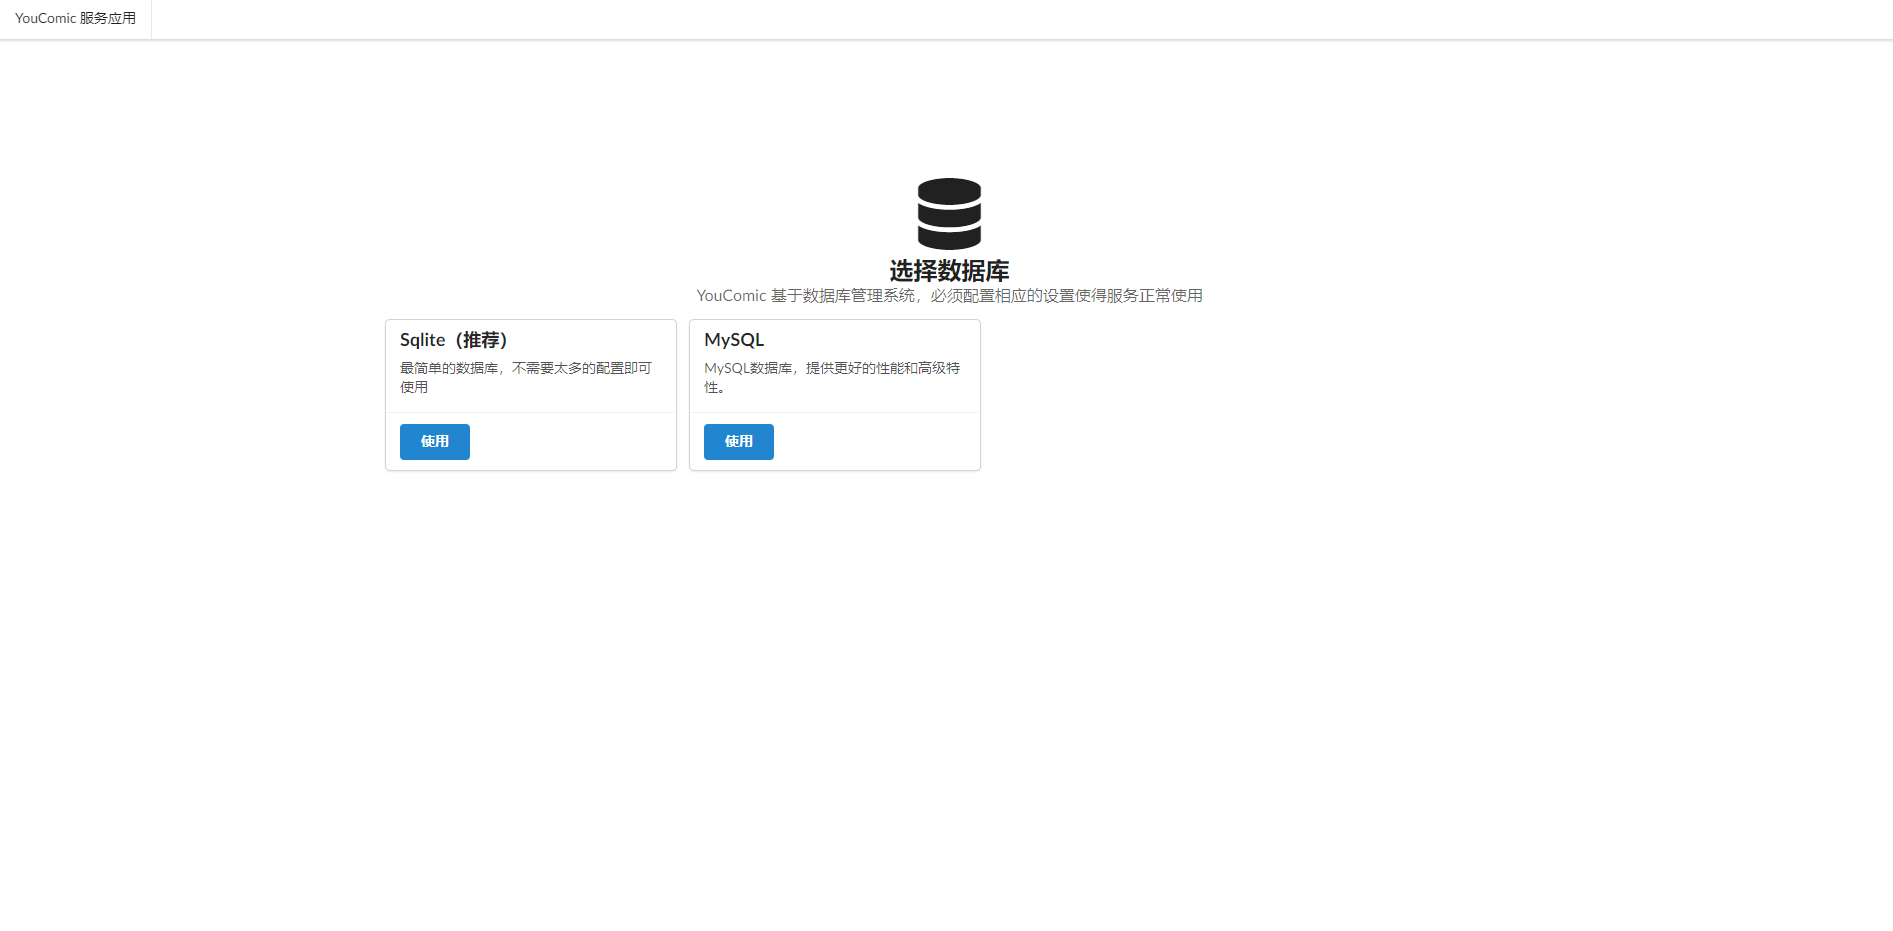 YouComic 服务应用
选择数据库
YouComic 基于数据库管理系统，必须配置相应的设置使得服务正常使用
Sqlite（推荐）
最简单的数据库，不需要太多的配置即可
使用
使用
MySQL
MySQL数据库，提供更好的性能和高级特
性。
使用